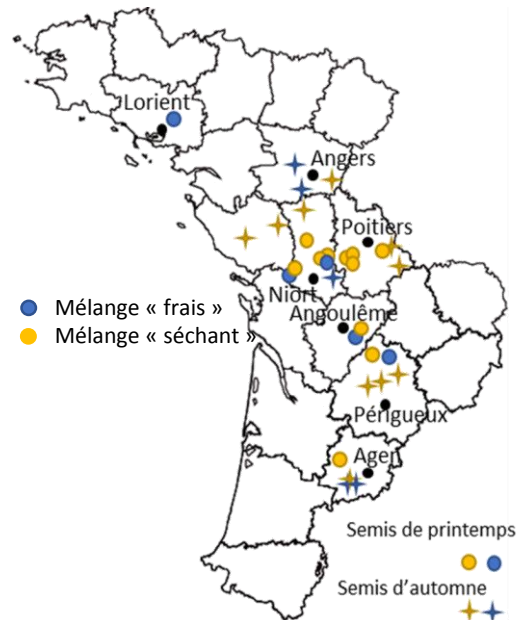 Lorient
Angers
Poitiers
Niort
Angoulême
Mélange « frais »
Mélange « séchant »
Périgueux
Agen
Semis de printemps
Semis d'automne